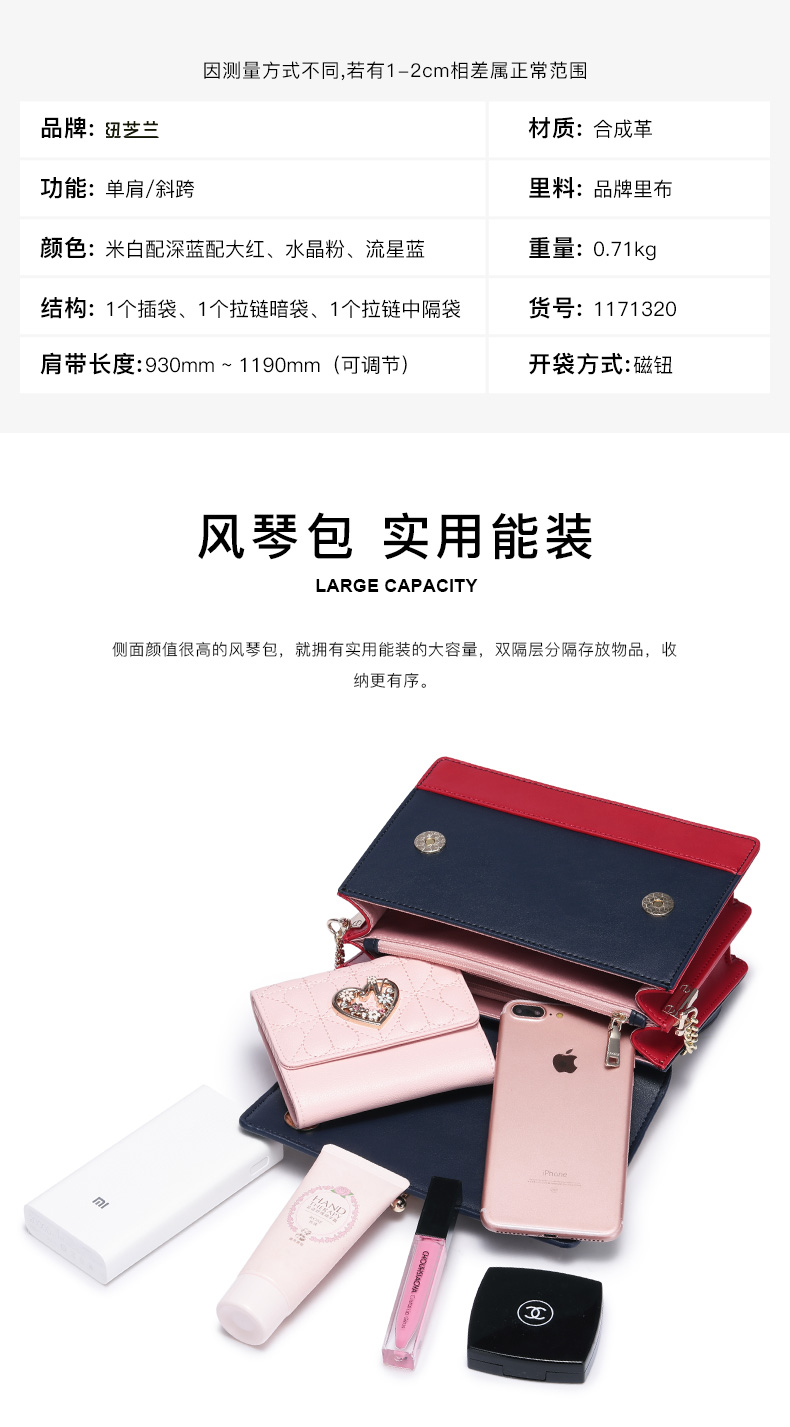 因测量方式不同,若有1-2cm相差属正常范围
品牌: 纽芝兰
材质: 合成革
功能: 单肩/斜跨
里料: 品牌里布
颜色: 米白配深蓝配大红、水晶粉、流星蓝
重量: 0.71kg
结构: 1个插袋、1个拉链暗袋、1个拉链中隔袋
货号: 1171320
肩带长度:930mm ~ 1190mm（可调节）
开袋方式:磁钮
风琴包 实用能装
LARGE CAPACITY
侧面颜值很高的风琴包，就拥有实用能装的大容量，双隔层分隔存放物品，收
纳更有序。
iPhone
mi
HAND
THERAPY